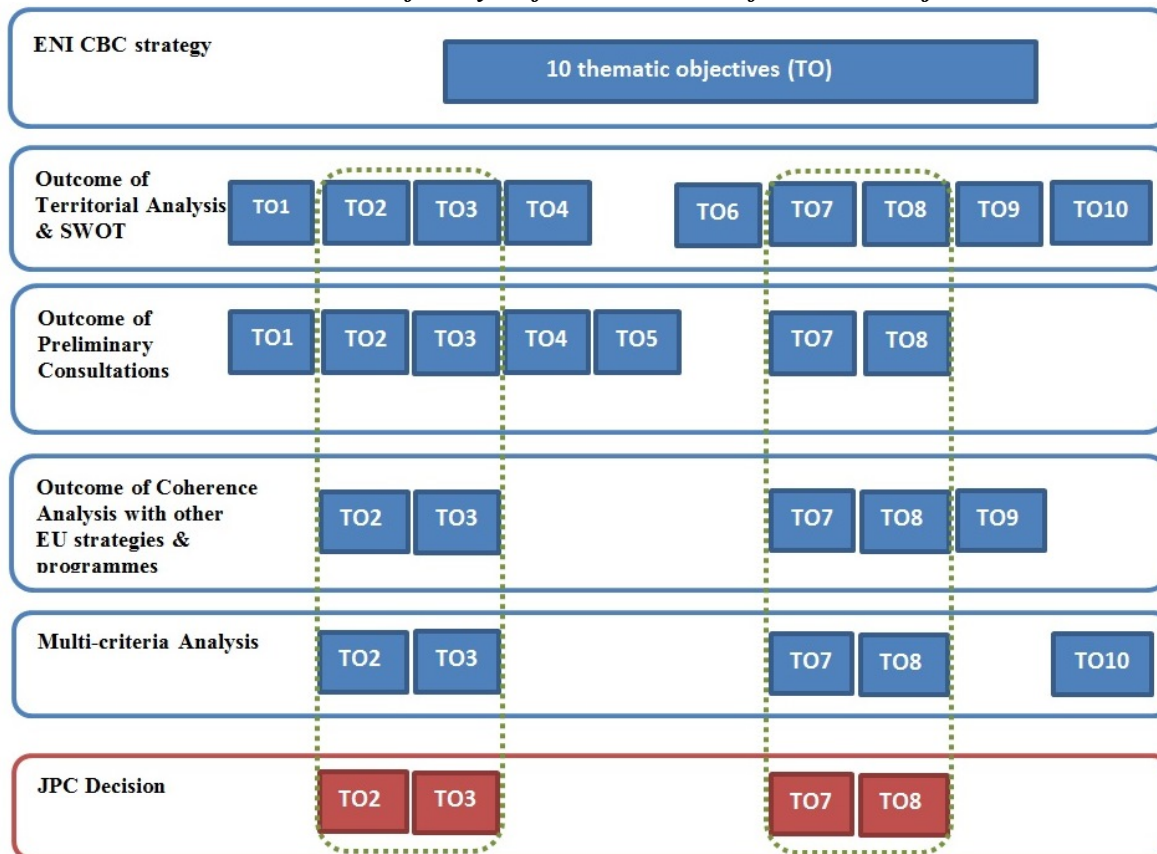 ENI CBC strategy
10 thematic objectives (TO)
Outcome of
Territorial Analysis
& SWOT
TO1 TO2 TO3 TO4 TO6 TO7 TO8 TO9 TO10
Outcome of
Preliminary
Consultations
TO1 TO2 TO3 TO4 TO5 TO7 TO8
Outcome of Coherence
Analysis with other
EU strategies &
programmes
TO2 TO3 TO7 TO8 TO9
Multi-criteria Analysis
TO2 TO3 TO7 TO8 TO10
JPC Decision
TO2 TO3 TO7 TO8